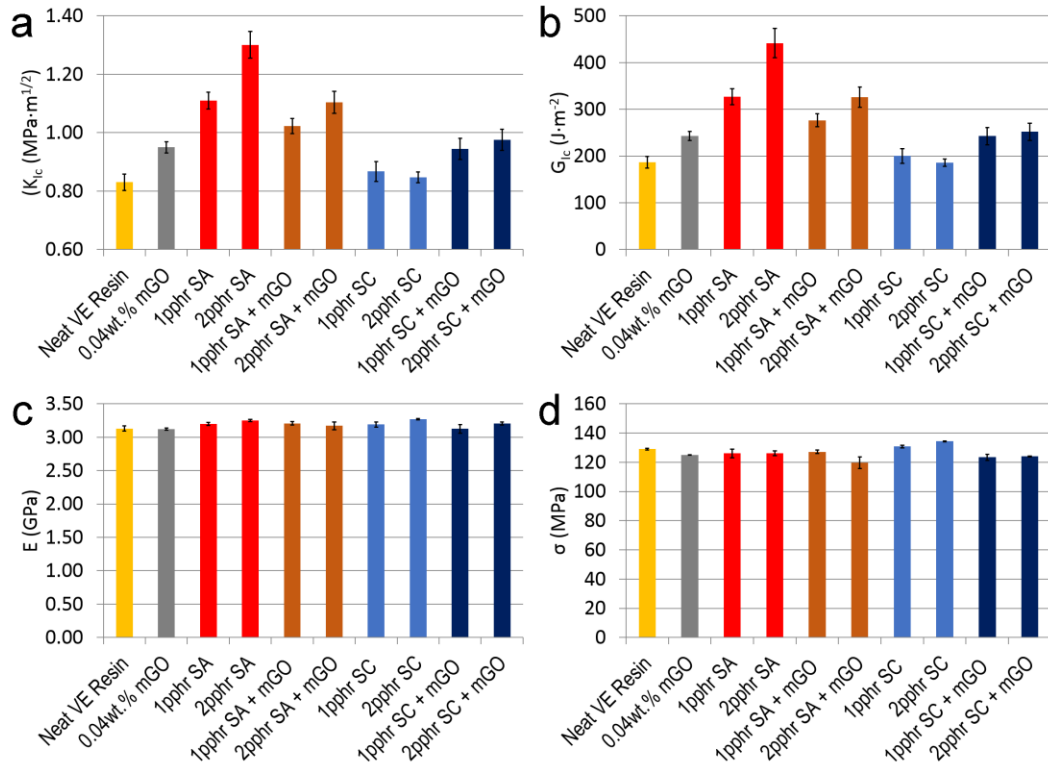 a
(K_Ic (MPa·m^1/2)
1.40
1.20
1.00
0.80
0.60
Neat VE Resin
0.04wt.% mGO
1pphr SA
2pphr SA
1pphr SA + mGO
2pphr SA + mGO
1pphr SC
2pphr SC
1pphr SC + mGO
2pphr SC + mGO
b
G_Ic (J·m^-2)
500
400
300
200
100
0
Neat VE Resin
0.04wt.% mGO
1pphr SA
2pphr SA
1pphr SA + mGO
2pphr SA + mGO
1pphr SC
2pphr SC
1pphr SC + mGO
2pphr SC + mGO
c
E (GPa)
3.50
3.00
2.50
2.00
1.50
1.00
0.50
0.00
Neat VE Resin
0.04wt.% mGO
1pphr SA
2pphr SA
1pphr SA + mGO
2pphr SA + mGO
1pphr SC
2pphr SC
1pphr SC + mGO
2pphr SC + mGO
d
σ (MPa)
160
140
120
100
80
60
40
20
0
Neat VE Resin
0.04wt.% mGO
1pphr SA
2pphr SA
1pphr SA + mGO
2pphr SA + mGO
1pphr SC
2pphr SC
1pphr SC + mGO
2pphr SC + mGO